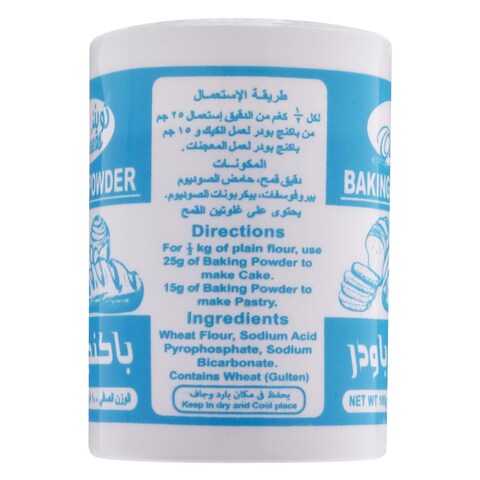 طريقة الإستعمال
لكل ½ كغم من الدقيق إستعمال ٢٥ جم
من باكنج بودر لعمل الكيك و ١٥ جم
باكنج بودر لعمل المعجنات.
المكونات
دقيق قمح، حامض الصوديوم
بيروفوسفات، بيكربونات الصوديوم.
يحتوى على غلوتين القمح
Directions
For ½ kg of plain flour, use
25g of Baking Powder to
make Cake.
15g of Baking Powder to
make Pastry.
Ingredients
Wheat Flour, Sodium Acid
Pyrophosphate, Sodium
Bicarbonate.
Contains Wheat (Gulten)
يحفظ في مكان بارد وجاف
Keep in dry and Cool place
POWDER
الوزن الصافي
BAKING
باودر
NET WT